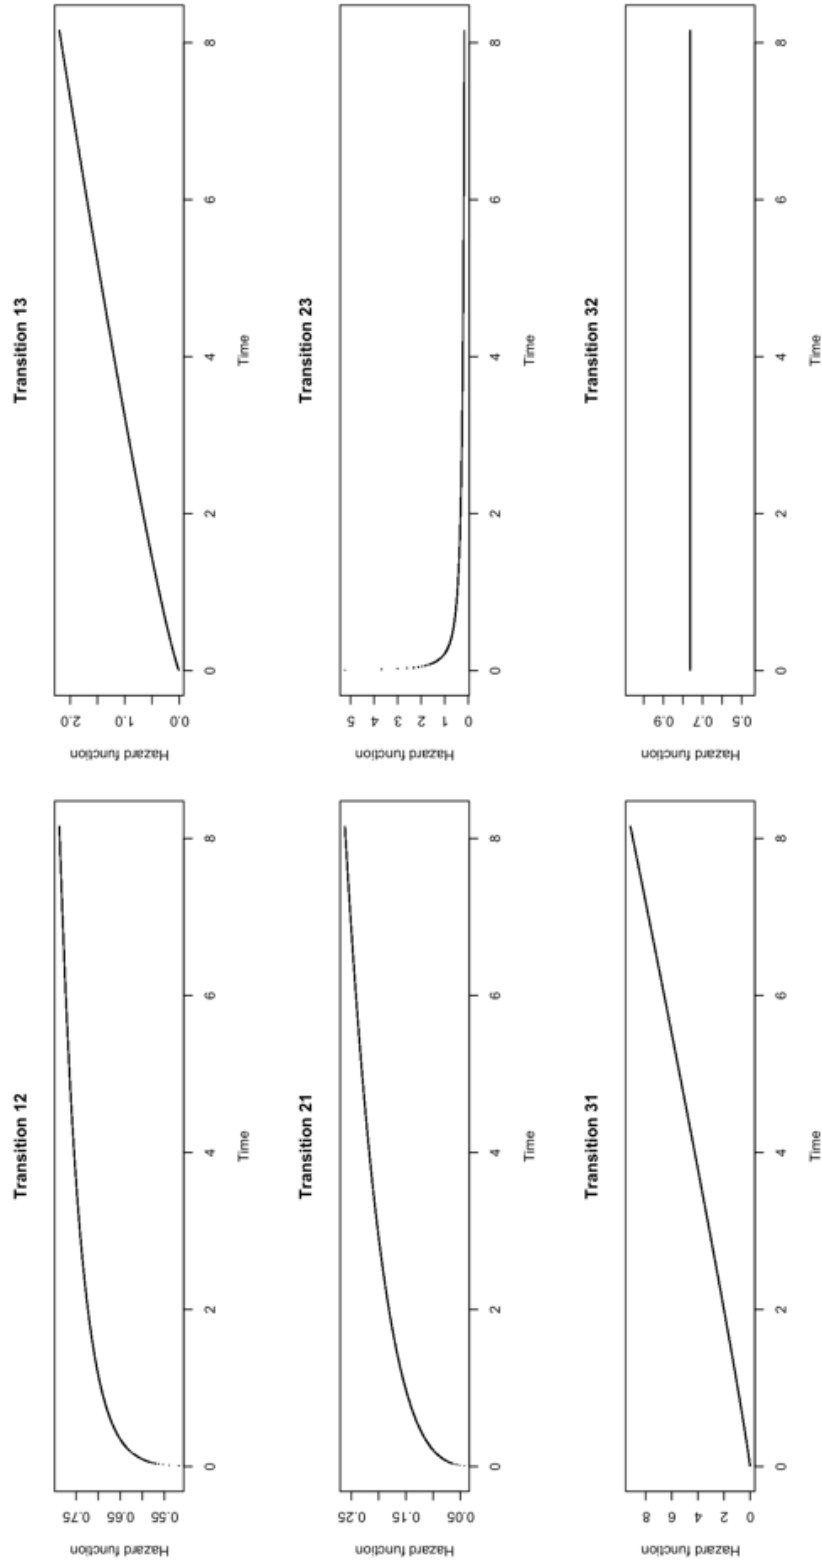 Transition 12
Hazard function
0.75
0.65
0.55
0 2 4 6 8
Time
Transition 13
Hazard function
2.0
1.0
0.0
0 2 4 6 8
Time
Transition 21
Hazard function
0.25
0.15
0.05
0 2 4 6 8
Time
Transition 23
Hazard function
5
4
3
2
1
0
0 2 4 6 8
Time
Transition 31
Hazard function
8
6
4
2
0
0 2 4 6 8
Time
Transition 32
Hazard function
0.9
0.7
0.5
0 2 4 6 8
Time